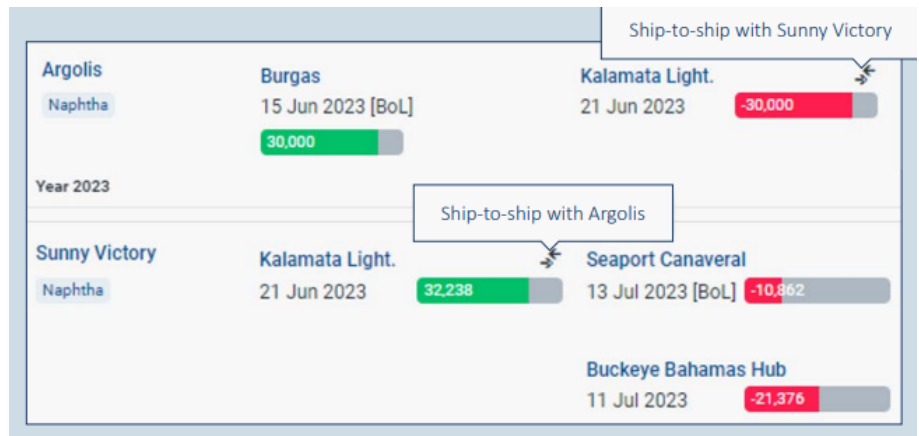 Ship-to-ship with Sunny Victory
Argolis
Naphtha
Burgas
15 Jun 2023 [BoL]
30,000
Kalamata Light.
21 Jun 2023
-30,000
Year 2023
Ship-to-ship with Argolis
Sunny Victory
Naphtha
Kalamata Light.
21 Jun 2023
32,238
Seaport Canaveral
13 Jul 2023 [BoL]
-10,862
Buckeye Bahamas Hub
11 Jul 2023
-21,376